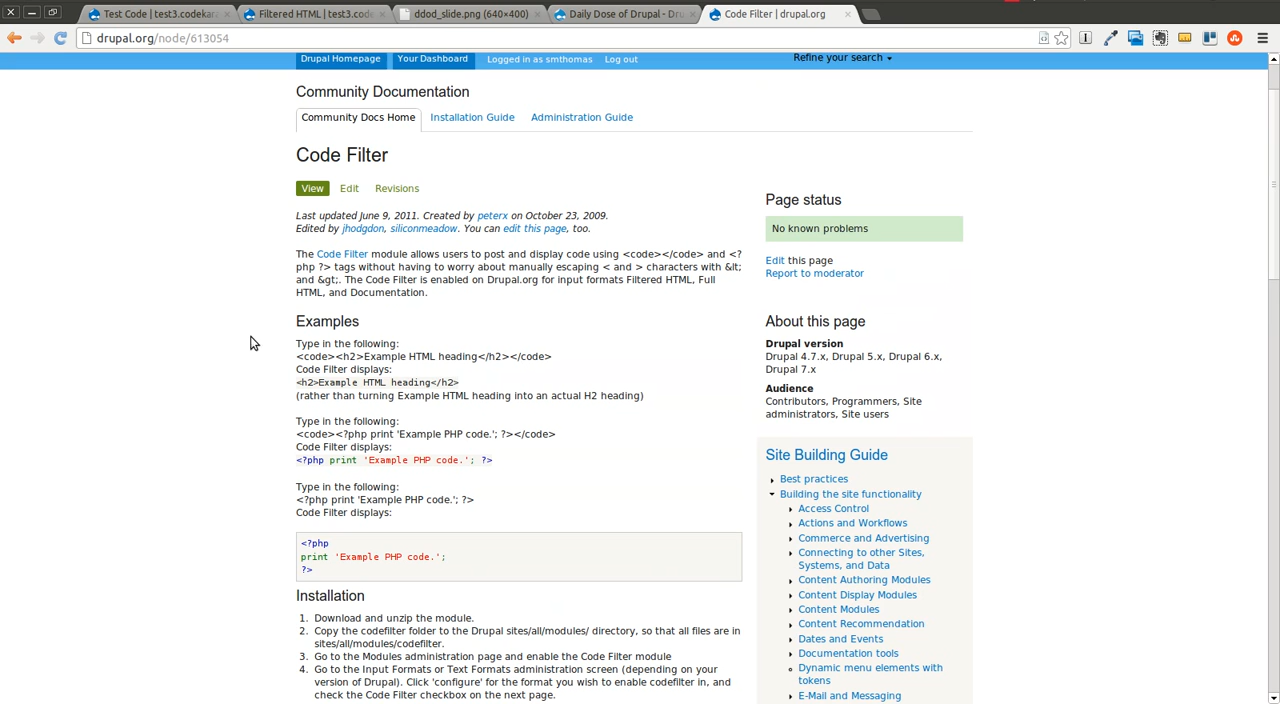 Test Code | test3.codekar
Filtered HTML | test3.code
ddod_slide.png (640×400)
Daily Dose of Drupal - Dru
Code Filter | drupal.org
drupal.org/node/613054
Drupal Homepage
Your Dashboard
Logged in as smthomas
Log out
Refine your search
Community Documentation
Community Docs Home
Installation Guide
Administration Guide
Code Filter
View
Edit
Revisions
Last updated June 9, 2011. Created by peterx on October 23, 2009.
Edited by jhodgdon, siliconmeadow. You can edit this page, too.
The Code Filter module allows users to post and display code using <code></code> and <?
php ?> tags without having to worry about manually escaping < and > characters with &lt;
and &gt;. The Code Filter is enabled on Drupal.org for input formats Filtered HTML, Full
HTML, and Documentation.
Examples
Type in the following:
<code><h2>Example HTML heading</h2></code>
Code Filter displays:
<h2>Example HTML heading</h2>
(rather than turning Example HTML heading into an actual H2 heading)
Type in the following:
<code><?php print 'Example PHP code.'; ?></code>
Code Filter displays:
<?php print 'Example PHP code.'; ?>
Type in the following:
<?php print 'Example PHP code.'; ?>
Code Filter displays:
<?php
print 'Example PHP code.';
?>
Installation
1. Download and unzip the module.
2. Copy the codefilter folder to the Drupal sites/all/modules/ directory, so that all files are in
sites/all/modules/codefilter.
3. Go to the Modules administration page and enable the Code Filter module
4. Go to the Input Formats or Text Formats administration screen (depending on your
version of Drupal). Click 'configure' for the format you wish to enable codefilter in, and
check the Code Filter checkbox on the next page.
Page status
No known problems
Edit this page
Report to moderator
About this page
Drupal version
Drupal 4.7.x, Drupal 5.x, Drupal 6.x,
Drupal 7.x
Audience
Contributors, Programmers, Site
administrators, Site users
Site Building Guide
Best practices
Building the site functionality
Access Control
Actions and Workflows
Commerce and Advertising
Connecting to other Sites,
Systems, and Data
Content Authoring Modules
Content Display Modules
Content Modules
Content Recommendation
Dates and Events
Documentation tools
Dynamic menu elements with
tokens
E-Mail and Messaging